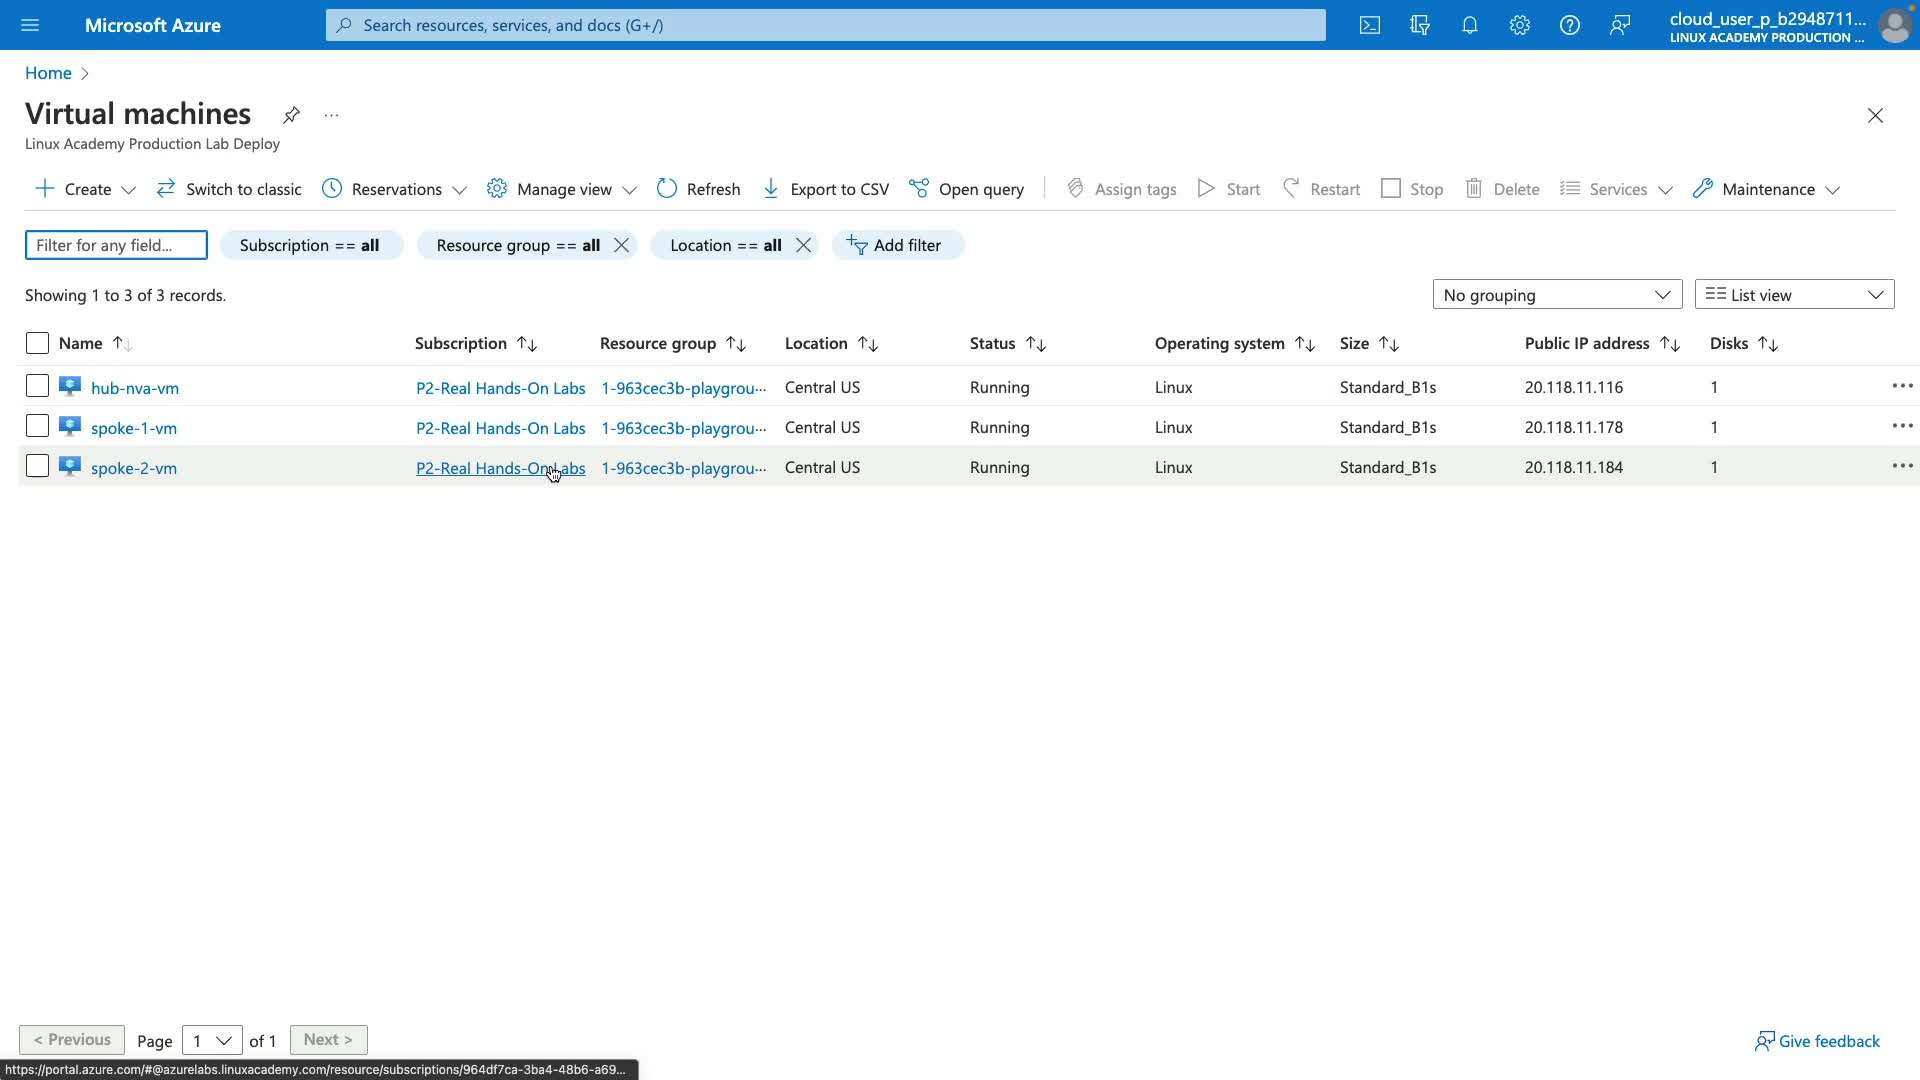 Microsoft Azure
Search resources, services, and docs (G+/)
cloud_user_p_b2948711...
LINUX ACADEMY PRODUCTION ...
Home
Virtual machines
...
Linux Academy Production Lab Deploy
Create
Switch to classic
Reservations
Manage view
Refresh
Export to CSV
Open query
Assign tags
Start
Restart
Stop
Delete
Services
Maintenance
Filter for any field...
Subscription == all
Resource group == all
Location == all
Add filter
Showing 1 to 3 of 3 records.
No grouping
List view
Name Subscription Resource group Location Status Operating system Size Public IP address Disks
hub-nva-vm P2-Real Hands-On Labs 1-963cec3b-playgrou... Central US Running Linux Standard_B1s 20.118.11.116 1
spoke-1-vm P2-Real Hands-On Labs 1-963cec3b-playgrou... Central US Running Linux Standard_B1s 20.118.11.178 1
spoke-2-vm P2-Real Hands-On Labs 1-963cec3b-playgrou... Central US Running Linux Standard_B1s 20.118.11.184 1
< Previous Page 1 of 1 Next >
Give feedback
https://portal.azure.com/#@azurelabs.linuxacademy.com/resource/subscriptions/964df7ca-3ba4-48b6-a69...